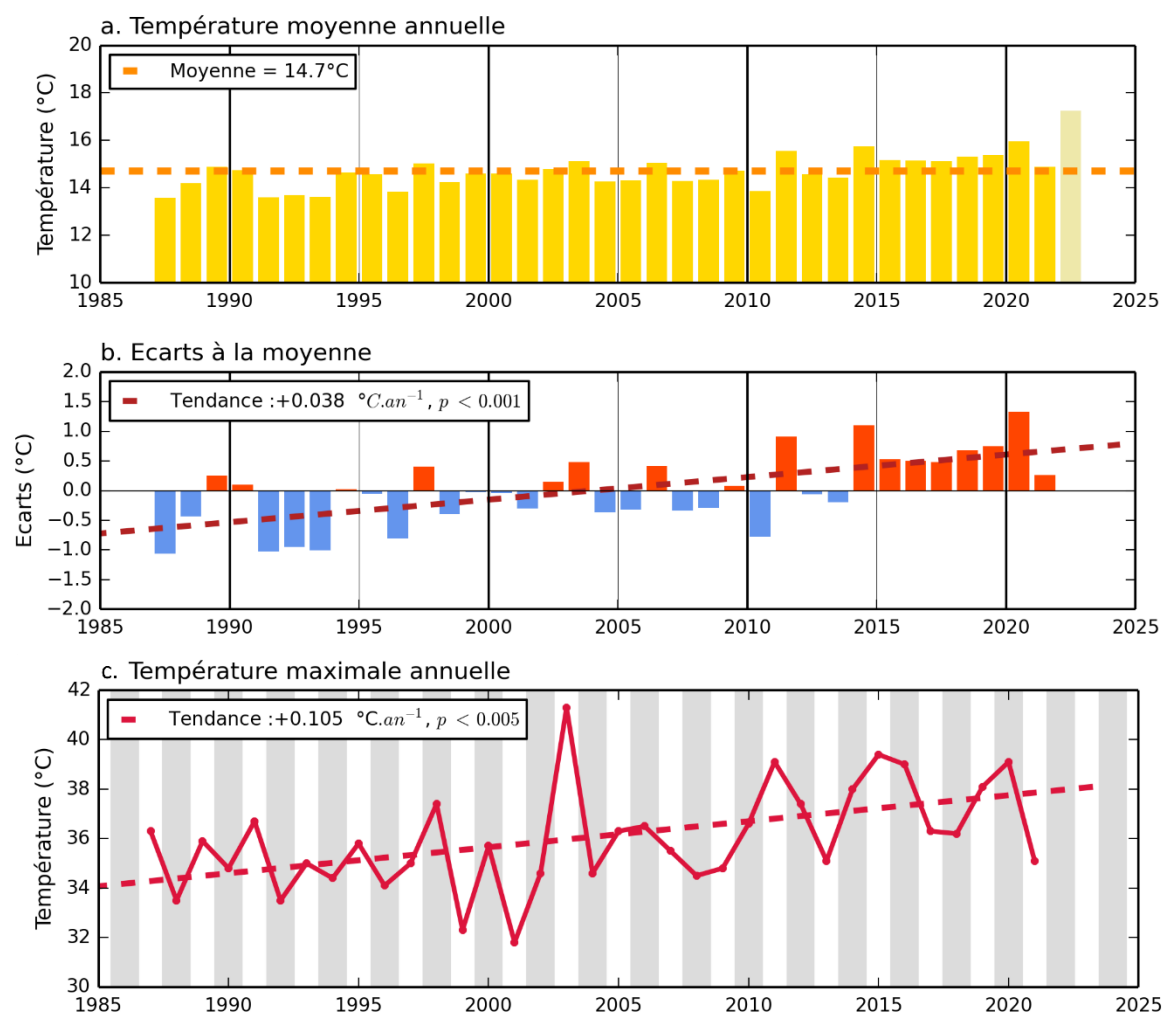 a. Température moyenne annuelle
Température (°C)
20
18
16
14
12
10
Moyenne = 14.7°C
1985 1990 1995 2000 2005 2010 2015 2020 2025
b. Ecarts à la moyenne
Ecarts (°C)
2.0
1.5
1.0
0.5
0.0
−0.5
−1.0
−1.5
−2.0
Tendance :+0.038 °C.an⁻¹, p < 0.001
1985 1990 1995 2000 2005 2010 2015 2020 2025
c. Température maximale annuelle
Température (°C)
42
40
38
36
34
32
30
Tendance :+0.105 °C.an⁻¹, p < 0.005
1985 1990 1995 2000 2005 2010 2015 2020 2025